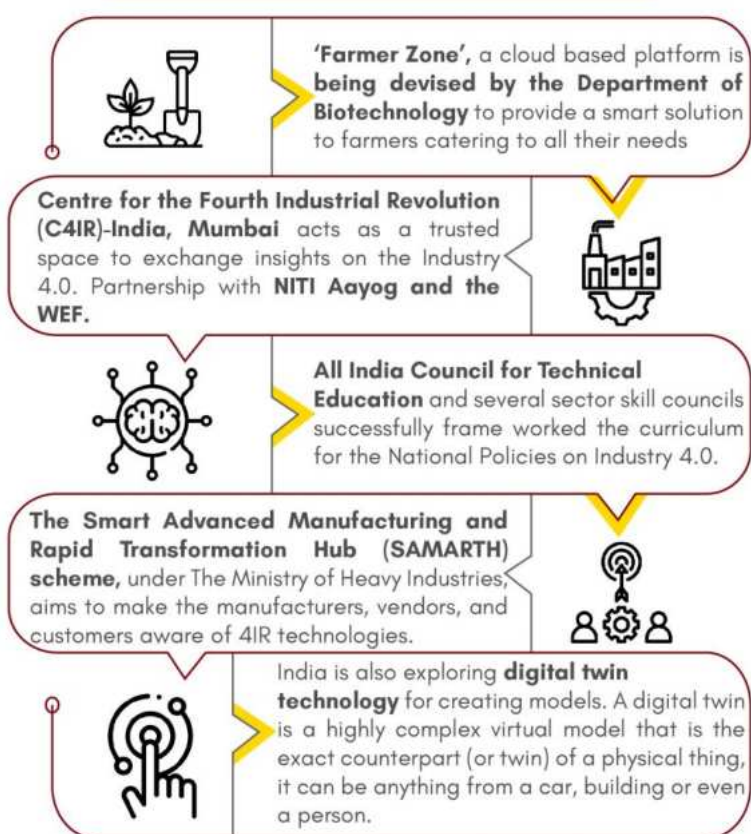 ‘Farmer Zone’, a cloud based platform is
being devised by the Department of
Biotechnology to provide a smart solution
to farmers catering to all their needs
Centre for the Fourth Industrial Revolution
(C4IR)-India, Mumbai acts as a trusted
space to exchange insights on the Industry
4.0. Partnership with NITI Aayog and the
WEF.
All India Council for Technical
Education and several sector skill councils
successfully frame worked the curriculum
for the National Policies on Industry 4.0.
The Smart Advanced Manufacturing and
Rapid Transformation Hub (SAMARTH)
scheme, under The Ministry of Heavy Industries,
aims to make the manufacturers, vendors, and
customers aware of 4IR technologies.
India is also exploring digital twin
technology for creating models. A digital twin
is a highly complex virtual model that is the
exact counterpart (or twin) of a physical thing,
it can be anything from a car, building or even
a person.